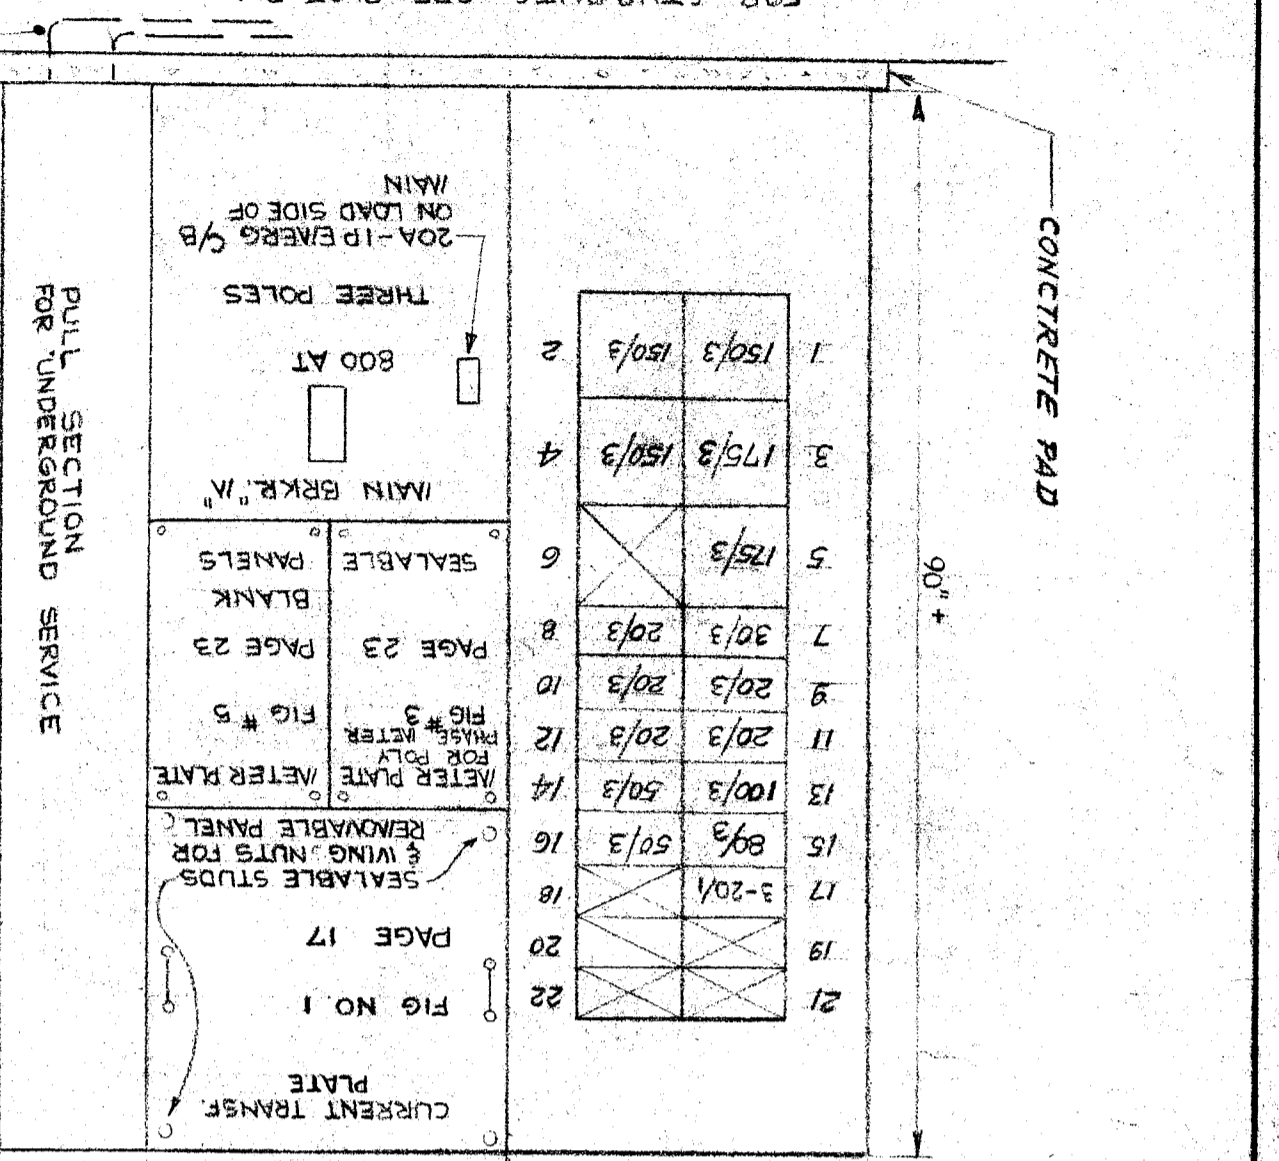 CURRENT TRANSF.
PLATE
FIG NO. 1
PAGE 17
SEALABLE STUDS
& WING NUTS FOR
REMOVABLE PANEL
METER PLATE
FOR POLY
PHASE METER
FIG # 3
PAGE 23
SEALABLE
METER PLATE
FIG # 5
PAGE 23
BLANK
PANELS
MAIN BRKR. "M"
800 AT
THREE POLES
20A-1P EMERG C/B
ON LOAD SIDE OF
MAIN
21 22
19 20
17 3-20/1 18
15 80/3 50/3 16
13 100/3 50/3 14
11 20/3 20/3 12
9 20/3 20/3 10
7 30/3 20/3 8
5 175/3 6
3 175/3 150/3 4
1 150/3 150/3 2
PULL SECTION
FOR UNDERGROUND SERVICE
90" +
CONCTRETE PAD